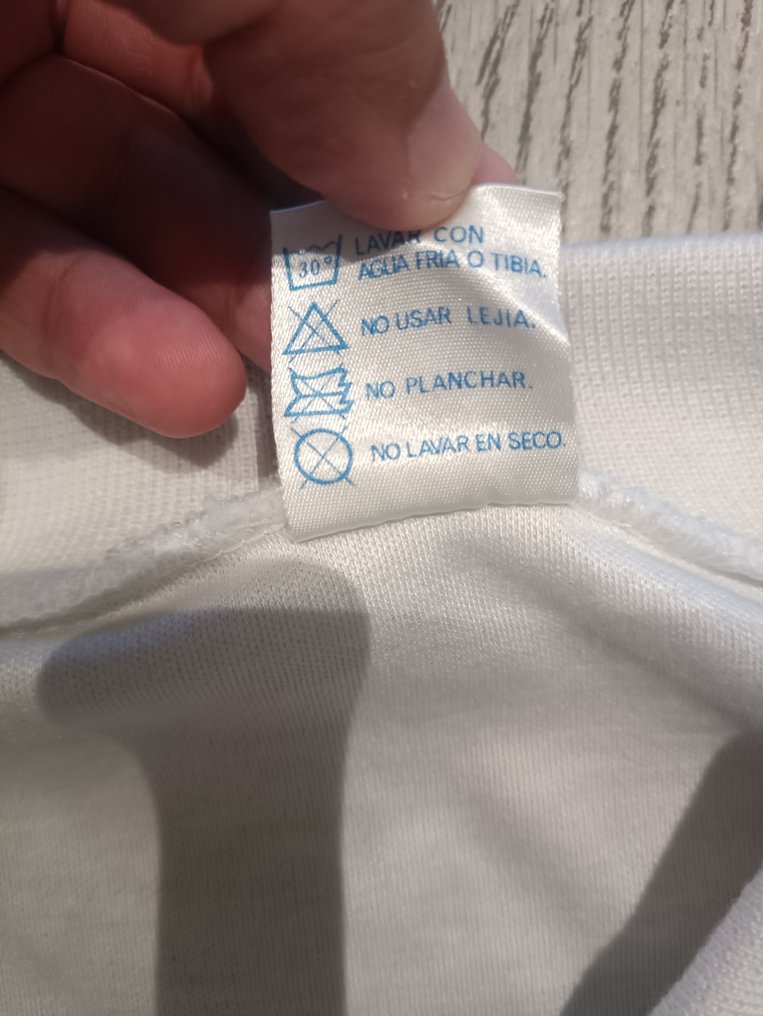 30° LAVAR CON
AGUA FRIA O TIBIA.
NO USAR LEJIA.
NO PLANCHAR.
NO LAVAR EN SECO.